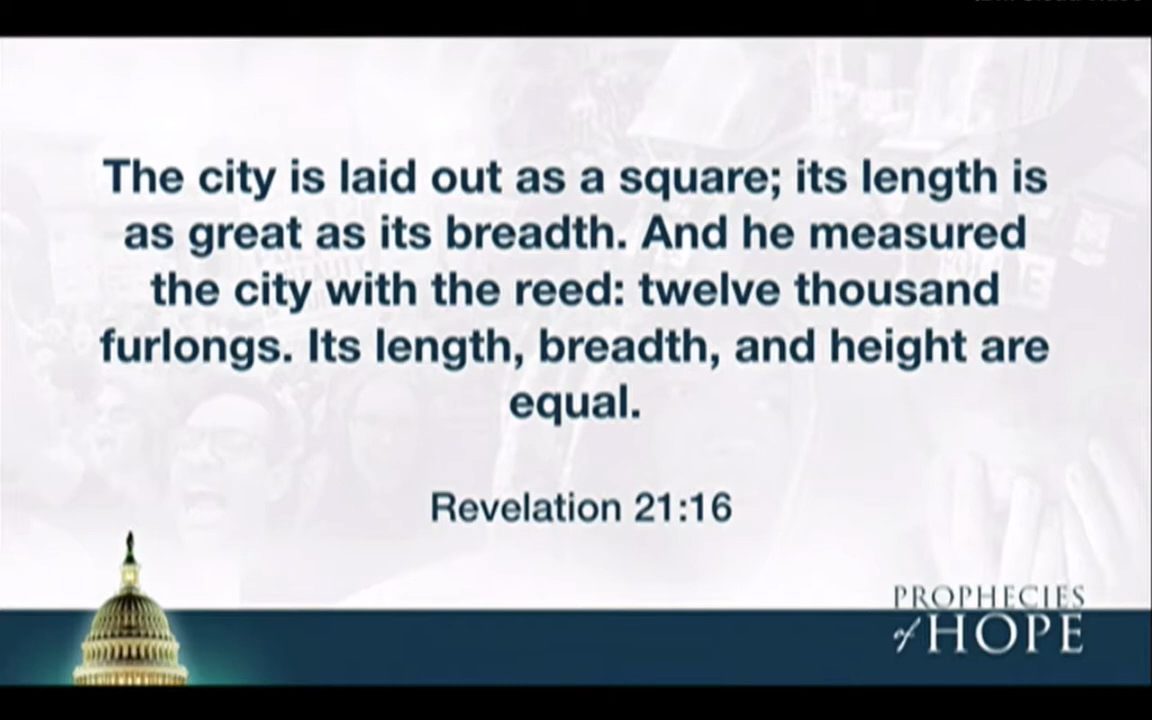 The city is laid out as a square; its length is
as great as its breadth. And he measured
the city with the reed: twelve thousand
furlongs. Its length, breadth, and height are
equal.
Revelation 21:16
PROPHECIES
of HOPE